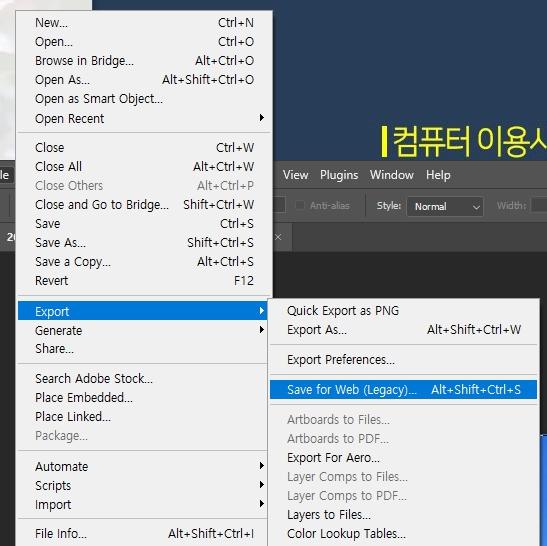 New... Ctrl+N
Open... Ctrl+O
Browse in Bridge... Alt+Ctrl+O
Open As... Alt+Shift+Ctrl+O
Open as Smart Object...
Open Recent
컴퓨터 이용
Close Ctrl+W
Close All Alt+Ctrl+W
Close Others Alt+Ctrl+P
Close and Go to Bridge... Shift+Ctrl+W
Save Ctrl+S
Save As... Shift+Ctrl+S
Save a Copy... Alt+Ctrl+S
Revert F12
View Plugins Window Help
Anti-alias Style: Normal Width:
Export
Generate
Share...
Search Adobe Stock...
Place Embedded...
Place Linked...
Package...
Automate
Scripts
Import
File Info... Alt+Shift+Ctrl+I
Quick Export as PNG
Export As... Alt+Shift+Ctrl+W
Export Preferences...
Save for Web (Legacy)... Alt+Shift+Ctrl+S
Artboards to Files...
Artboards to PDF...
Export For Aero...
Layer Comps to Files...
Layer Comps to PDF...
Layers to Files...
Color Lookup Tables...